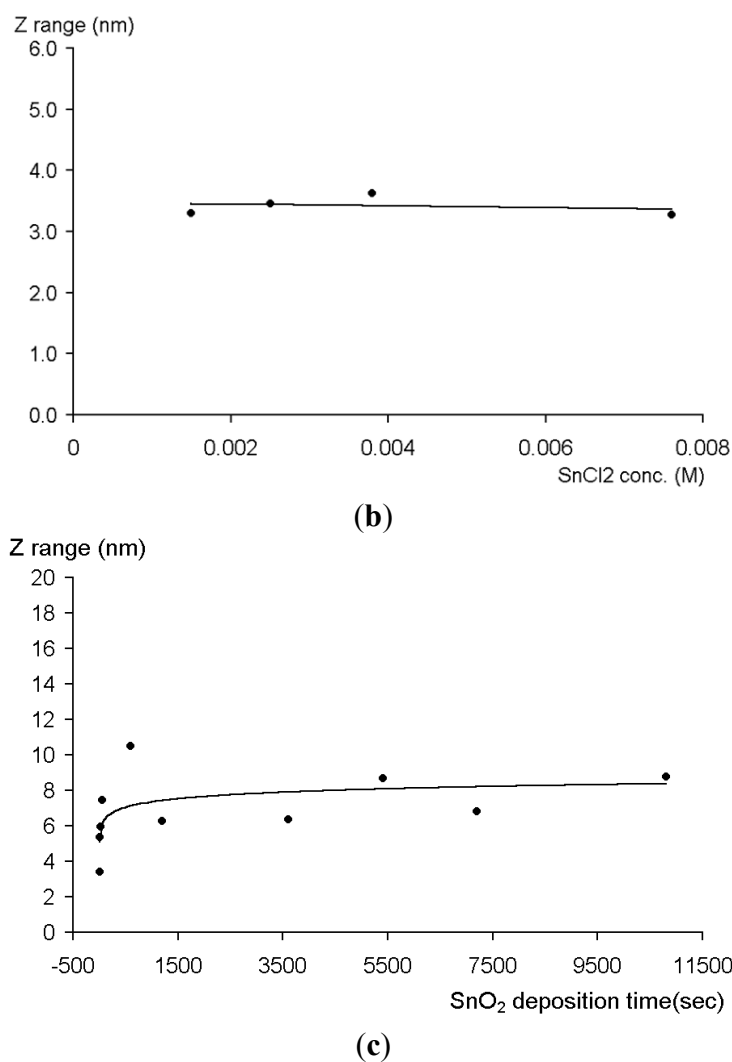 Z range (nm)
6.0
5.0
4.0
3.0
2.0
1.0
0.0
0 0.002 0.004 0.006 0.008
SnCl2 conc. (M)
(b)
Z range (nm)
20
18
16
14
12
10
8
6
4
2
0
-500 1500 3500 5500 7500 9500 11500
SnO₂ deposition time(sec)
(c)